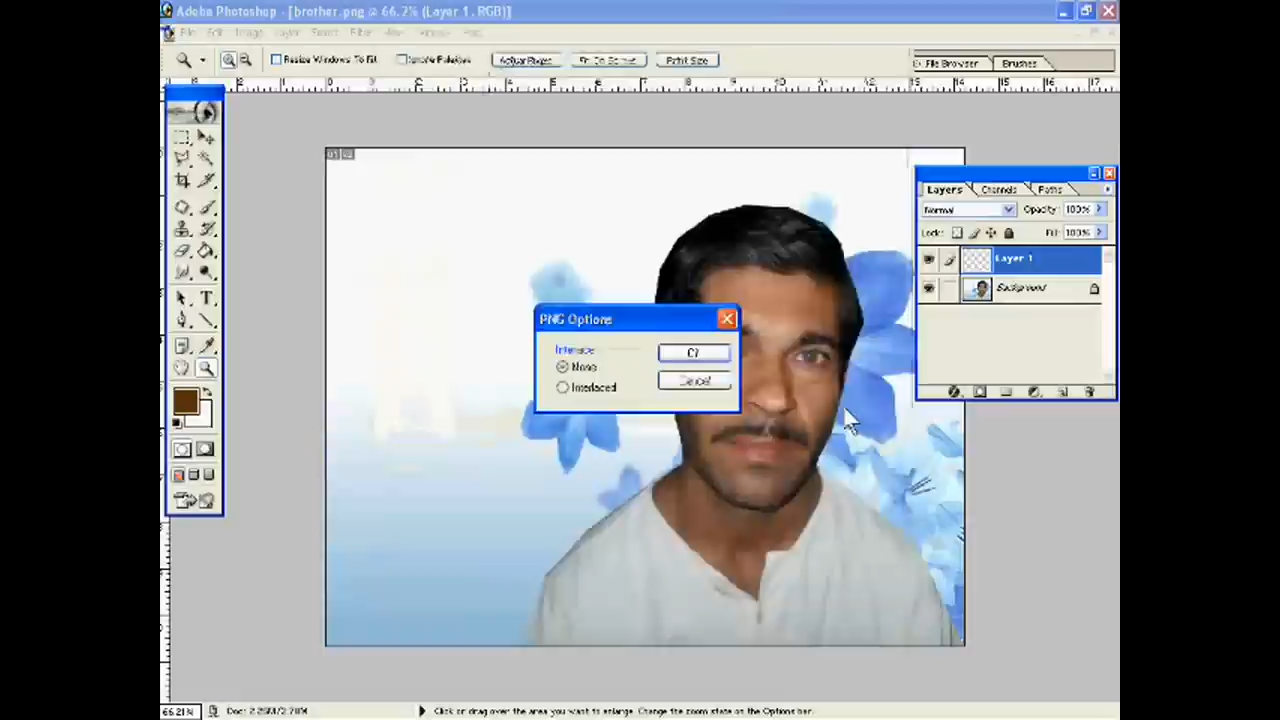 Adobe Photoshop - [brother.png @ 66.2% (Layer 1, RGB)]
File Edit Image Layer Select Filter View Window Help
Resize Windows To Fit Ignore Palettes Actual Pixels Fit On Screen Print Size File Browser Brushes
Layers Channels Paths
Normal Opacity: 100%
Lock: Fill: 100%
Layer 1
Background
PNG Options
Interlace
None
Interlaced
OK
Cancel
66.21% Doc: 2.25M/2.78M Click or drag over the area you want to enlarge. Change the zoom state on the Options bar.